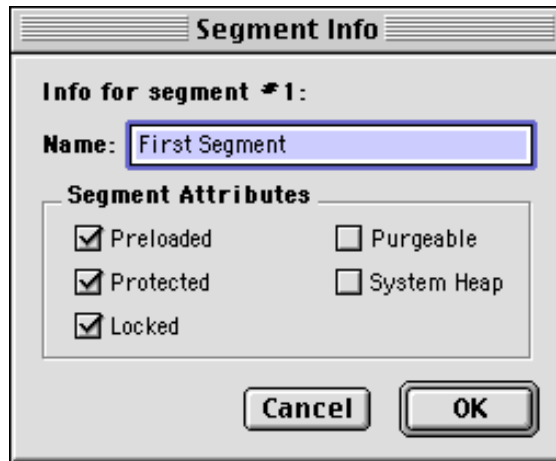 Segment Info
Info for segment #1:
Name: First Segment
Segment Attributes
Preloaded Purgeable
Protected System Heap
Locked
Cancel OK